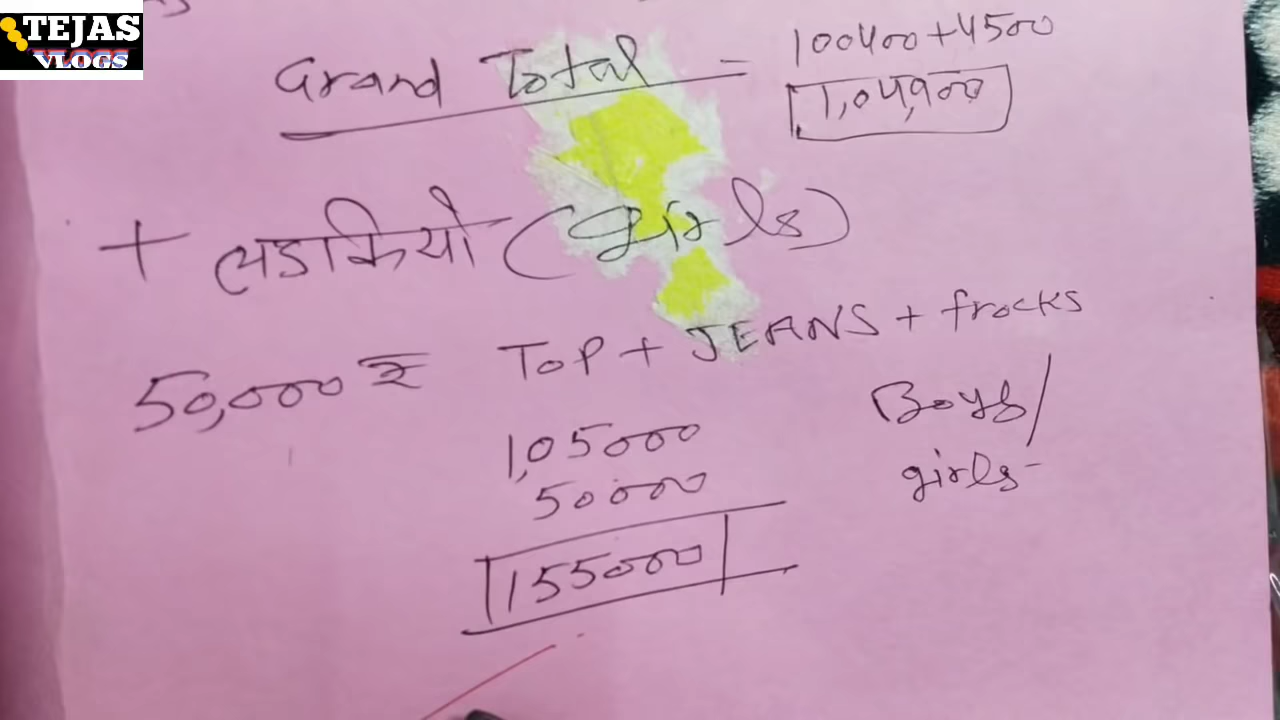 TEJAS
VLOGS
Grand Total = 100400+4500
1,04,900
+ लडकियो (girls)
50,000 ₹ Top + JEANS + frocks
1,05000 Boys/
50000 girls-
155000